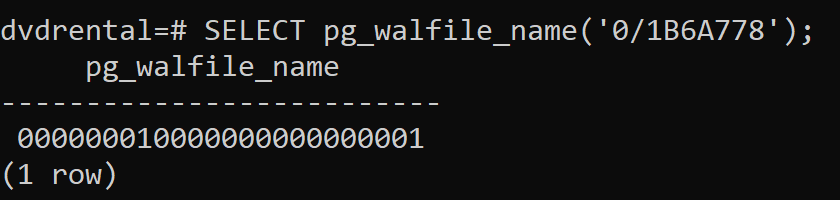 dvdrental=# SELECT pg_walfile_name('0/1B6A778');
     pg_walfile_name
--------------------------
 000000010000000000000001
(1 row)